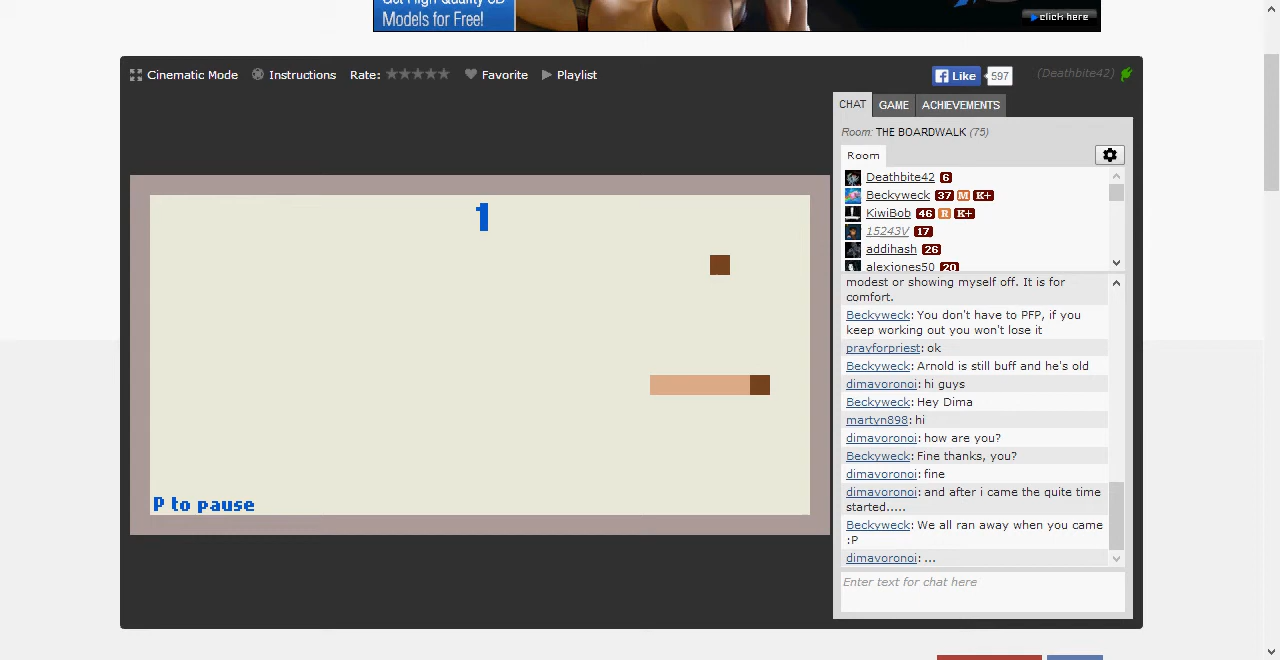 Models for Free!
click here
Cinematic Mode Instructions Rate: Favorite Playlist
Like 597 (Deathbite42)
CHAT GAME ACHIEVEMENTS
Room: THE BOARDWALK (75)
Room
Deathbite42 6
Beckyweck 37 M K+
KiwiBob 46 R K+
15243V 17
addihash 26
alexjones50 20
modest or showing myself off. It is for
comfort.
Beckyweck: You don't have to PFP, if you
keep working out you won't lose it
prayforpriest: ok
Beckyweck: Arnold is still buff and he's old
dimavoronoi: hi guys
Beckyweck: Hey Dima
martyn898: hi
dimavoronoi: how are you?
Beckyweck: Fine thanks, you?
dimavoronoi: fine
dimavoronoi: and after i came the quite time
started.....
Beckyweck: We all ran away when you came
:P
dimavoronoi: ...
Enter text for chat here
1
P to pause